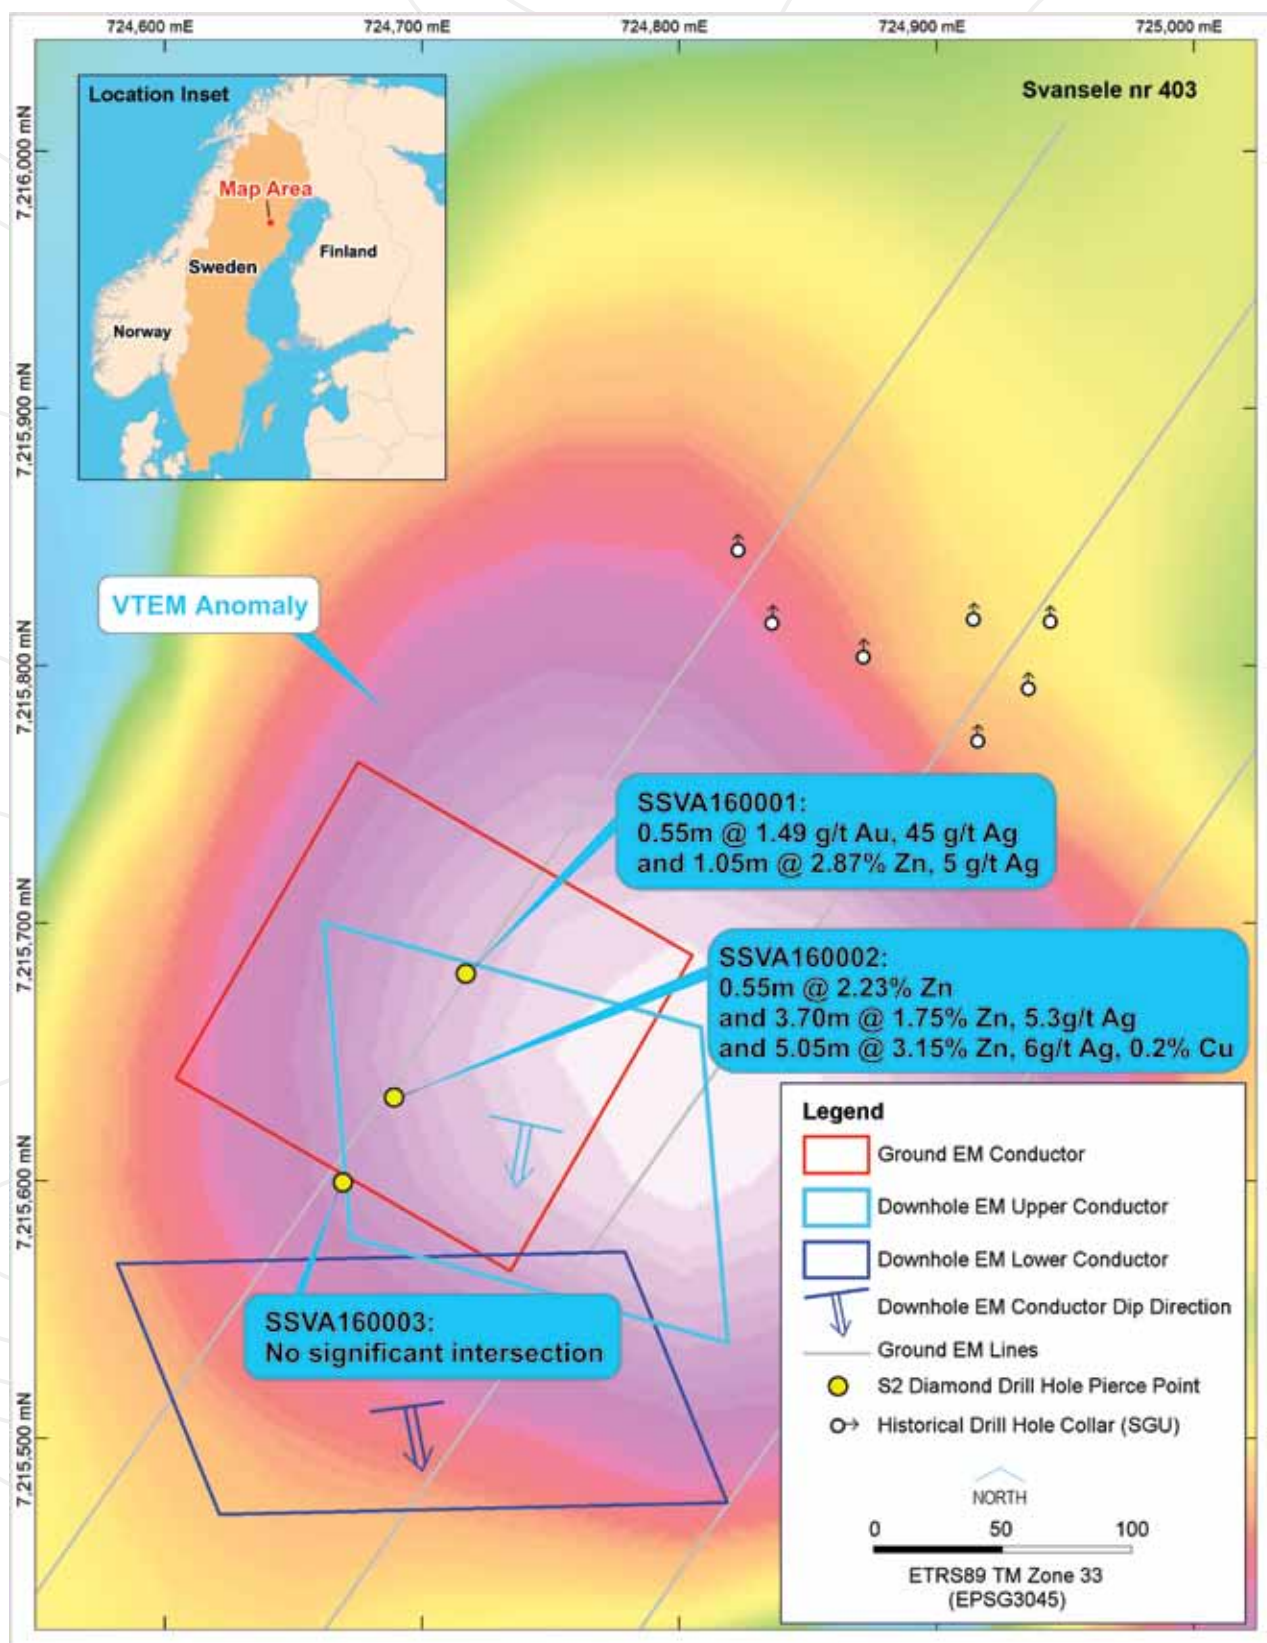 724,600 mE
724,700 mE
724,800 mE
724,900 mE
725,000 mE
7,216,000 mN
7,215,900 mN
7,215,800 mN
7,215,700 mN
7,215,600 mN
7,215,500 mN
Svansele nr 403
Location Inset
Map Area
Sweden
Finland
Norway
VTEM Anomaly
SSVA160001:
0.55m @ 1.49 g/t Au, 45 g/t Ag
and 1.05m @ 2.87% Zn, 5 g/t Ag
SSVA160002:
0.55m @ 2.23% Zn
and 3.70m @ 1.75% Zn, 5.3g/t Ag
and 5.05m @ 3.15% Zn, 6g/t Ag, 0.2% Cu
SSVA160003:
No significant intersection
Legend
Ground EM Conductor
Downhole EM Upper Conductor
Downhole EM Lower Conductor
Downhole EM Conductor Dip Direction
Ground EM Lines
S2 Diamond Drill Hole Pierce Point
Historical Drill Hole Collar (SGU)
NORTH
0 50 100
ETRS89 TM Zone 33
(EPSG3045)